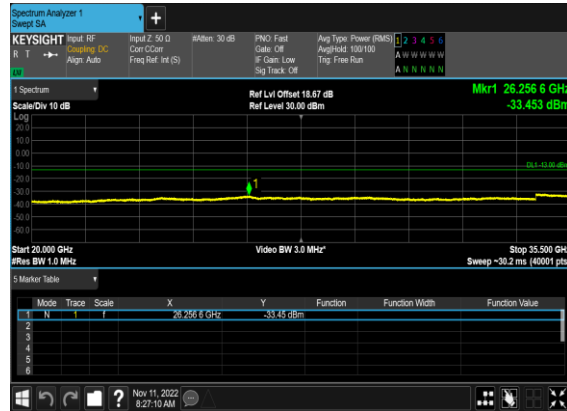 Spectrum Analyzer 1
Swept SA
+
KEYSIGHT Input: RF Input Z: 50 Ω #Atten: 30 dB PNO: Fast Avg Type: Power (RMS) 1 2 3 4 5 6
R T Coupling: DC Corr CCorr Gate: Off Avg|Hold: 100/100 A W W W W W
Align: Auto Freq Ref: Int (S) IF Gain: Low Trig: Free Run A N N N N N
Sig Track: Off
1 Spectrum Ref Lvl Offset 18.67 dB Mkr1 26.256 6 GHz
Scale/Div 10 dB Ref Level 30.00 dBm -33.453 dBm
Log
20.0
10.0
0.00
-10.0 DL1 -13.00 dBm
-20.0
-30.0 1
-40.0
-50.0
-60.0
Start 20.000 GHz Video BW 3.0 MHz* Stop 35.500 GHz
#Res BW 1.0 MHz Sweep ~30.2 ms (40001 pts)
5 Marker Table
Mode Trace Scale X Y Function Function Width Function Value
1 N 1 f 26.256 6 GHz -33.45 dBm
2
3
4
5
6
? Nov 11, 2022
8:27:10 AM